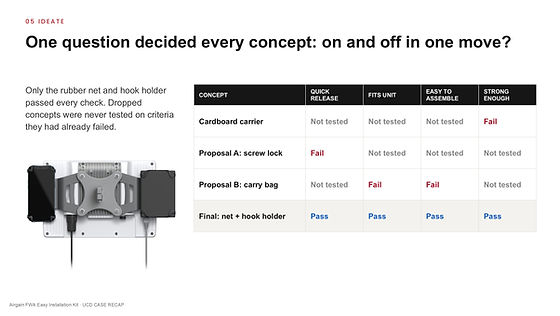 05 IDEATE
One question decided every concept: on and off in one move?
Only the rubber net and hook holder
passed every check. Dropped
concepts were never tested on criteria
they had already failed.
CONCEPT QUICK RELEASE FITS UNIT EASY TO ASSEMBLE STRONG ENOUGH
Cardboard carrier Not tested Not tested Not tested Fail
Proposal A: screw lock Fail Not tested Not tested Not tested
Proposal B: carry bag Not tested Fail Fail Not tested
Final: net + hook holder Pass Pass Pass Pass
Airgain FWA Easy Installation Kit · UCD CASE RECAP